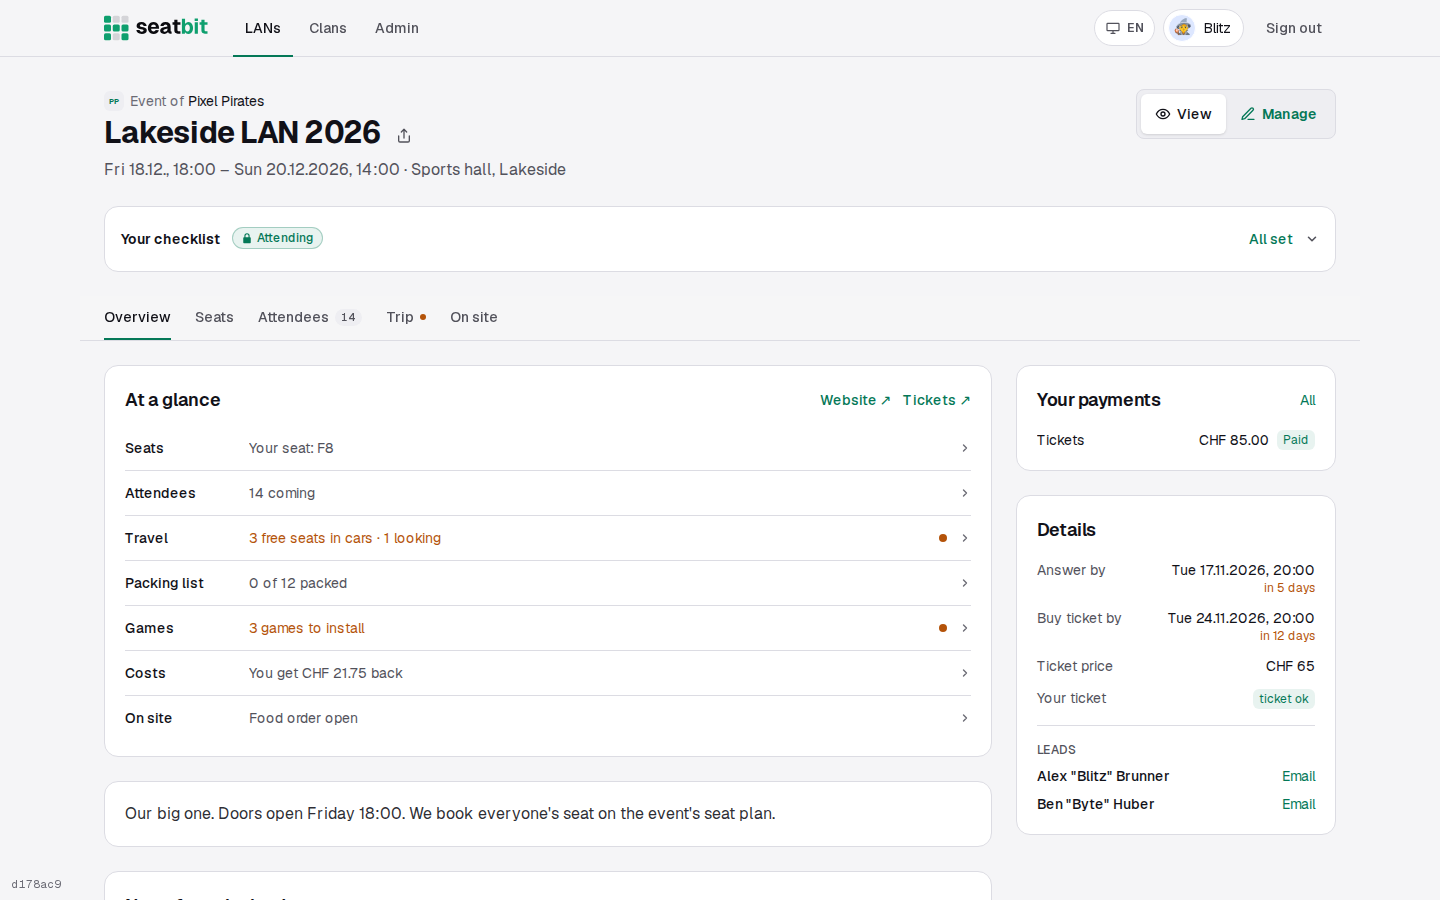 seatbit LANs Clans Admin EN Blitz Sign out
PP Event of Pixel Pirates
Lakeside LAN 2026
View Manage
Fri 18.12., 18:00 – Sun 20.12.2026, 14:00 · Sports hall, Lakeside
Your checklist Attending All set
Overview Seats Attendees 14 Trip On site
At a glance Website ↗ Tickets ↗
Seats Your seat: F8
Attendees 14 coming
Travel 3 free seats in cars · 1 looking
Packing list 0 of 12 packed
Games 3 games to install
Costs You get CHF 21.75 back
On site Food order open
Our big one. Doors open Friday 18:00. We book everyone's seat on the event's seat plan.
Your payments All
Tickets CHF 85.00 Paid
Details
Answer by Tue 17.11.2026, 20:00
in 5 days
Buy ticket by Tue 24.11.2026, 20:00
in 12 days
Ticket price CHF 65
Your ticket ticket ok
LEADS
Alex "Blitz" Brunner Email
Ben "Byte" Huber Email
d178ac9